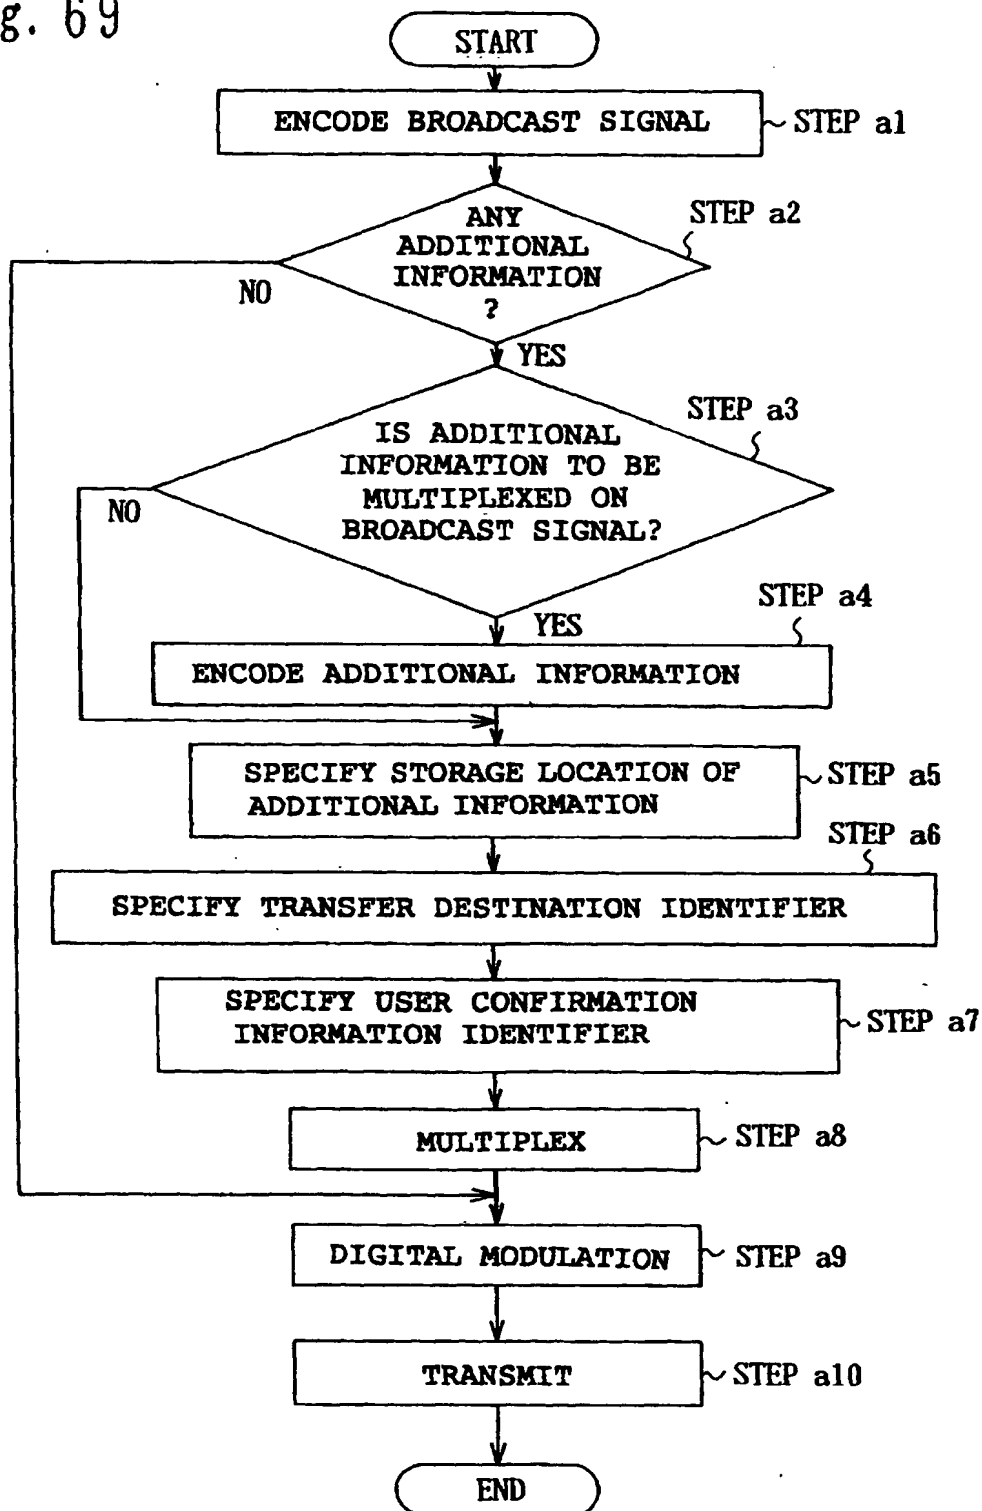 g. 69
START
ENCODE BROADCAST SIGNAL
STEP a1
STEP a2
ANY
ADDITIONAL
INFORMATION
?
NO
YES
STEP a3
IS ADDITIONAL
INFORMATION TO BE
MULTIPLEXED ON
BROADCAST SIGNAL?
NO
YES
STEP a4
ENCODE ADDITIONAL INFORMATION
SPECIFY STORAGE LOCATION OF
ADDITIONAL INFORMATION
STEP a5
STEP a6
SPECIFY TRANSFER DESTINATION IDENTIFIER
SPECIFY USER CONFIRMATION
INFORMATION IDENTIFIER
STEP a7
MULTIPLEX
STEP a8
DIGITAL MODULATION
STEP a9
TRANSMIT
STEP a10
END